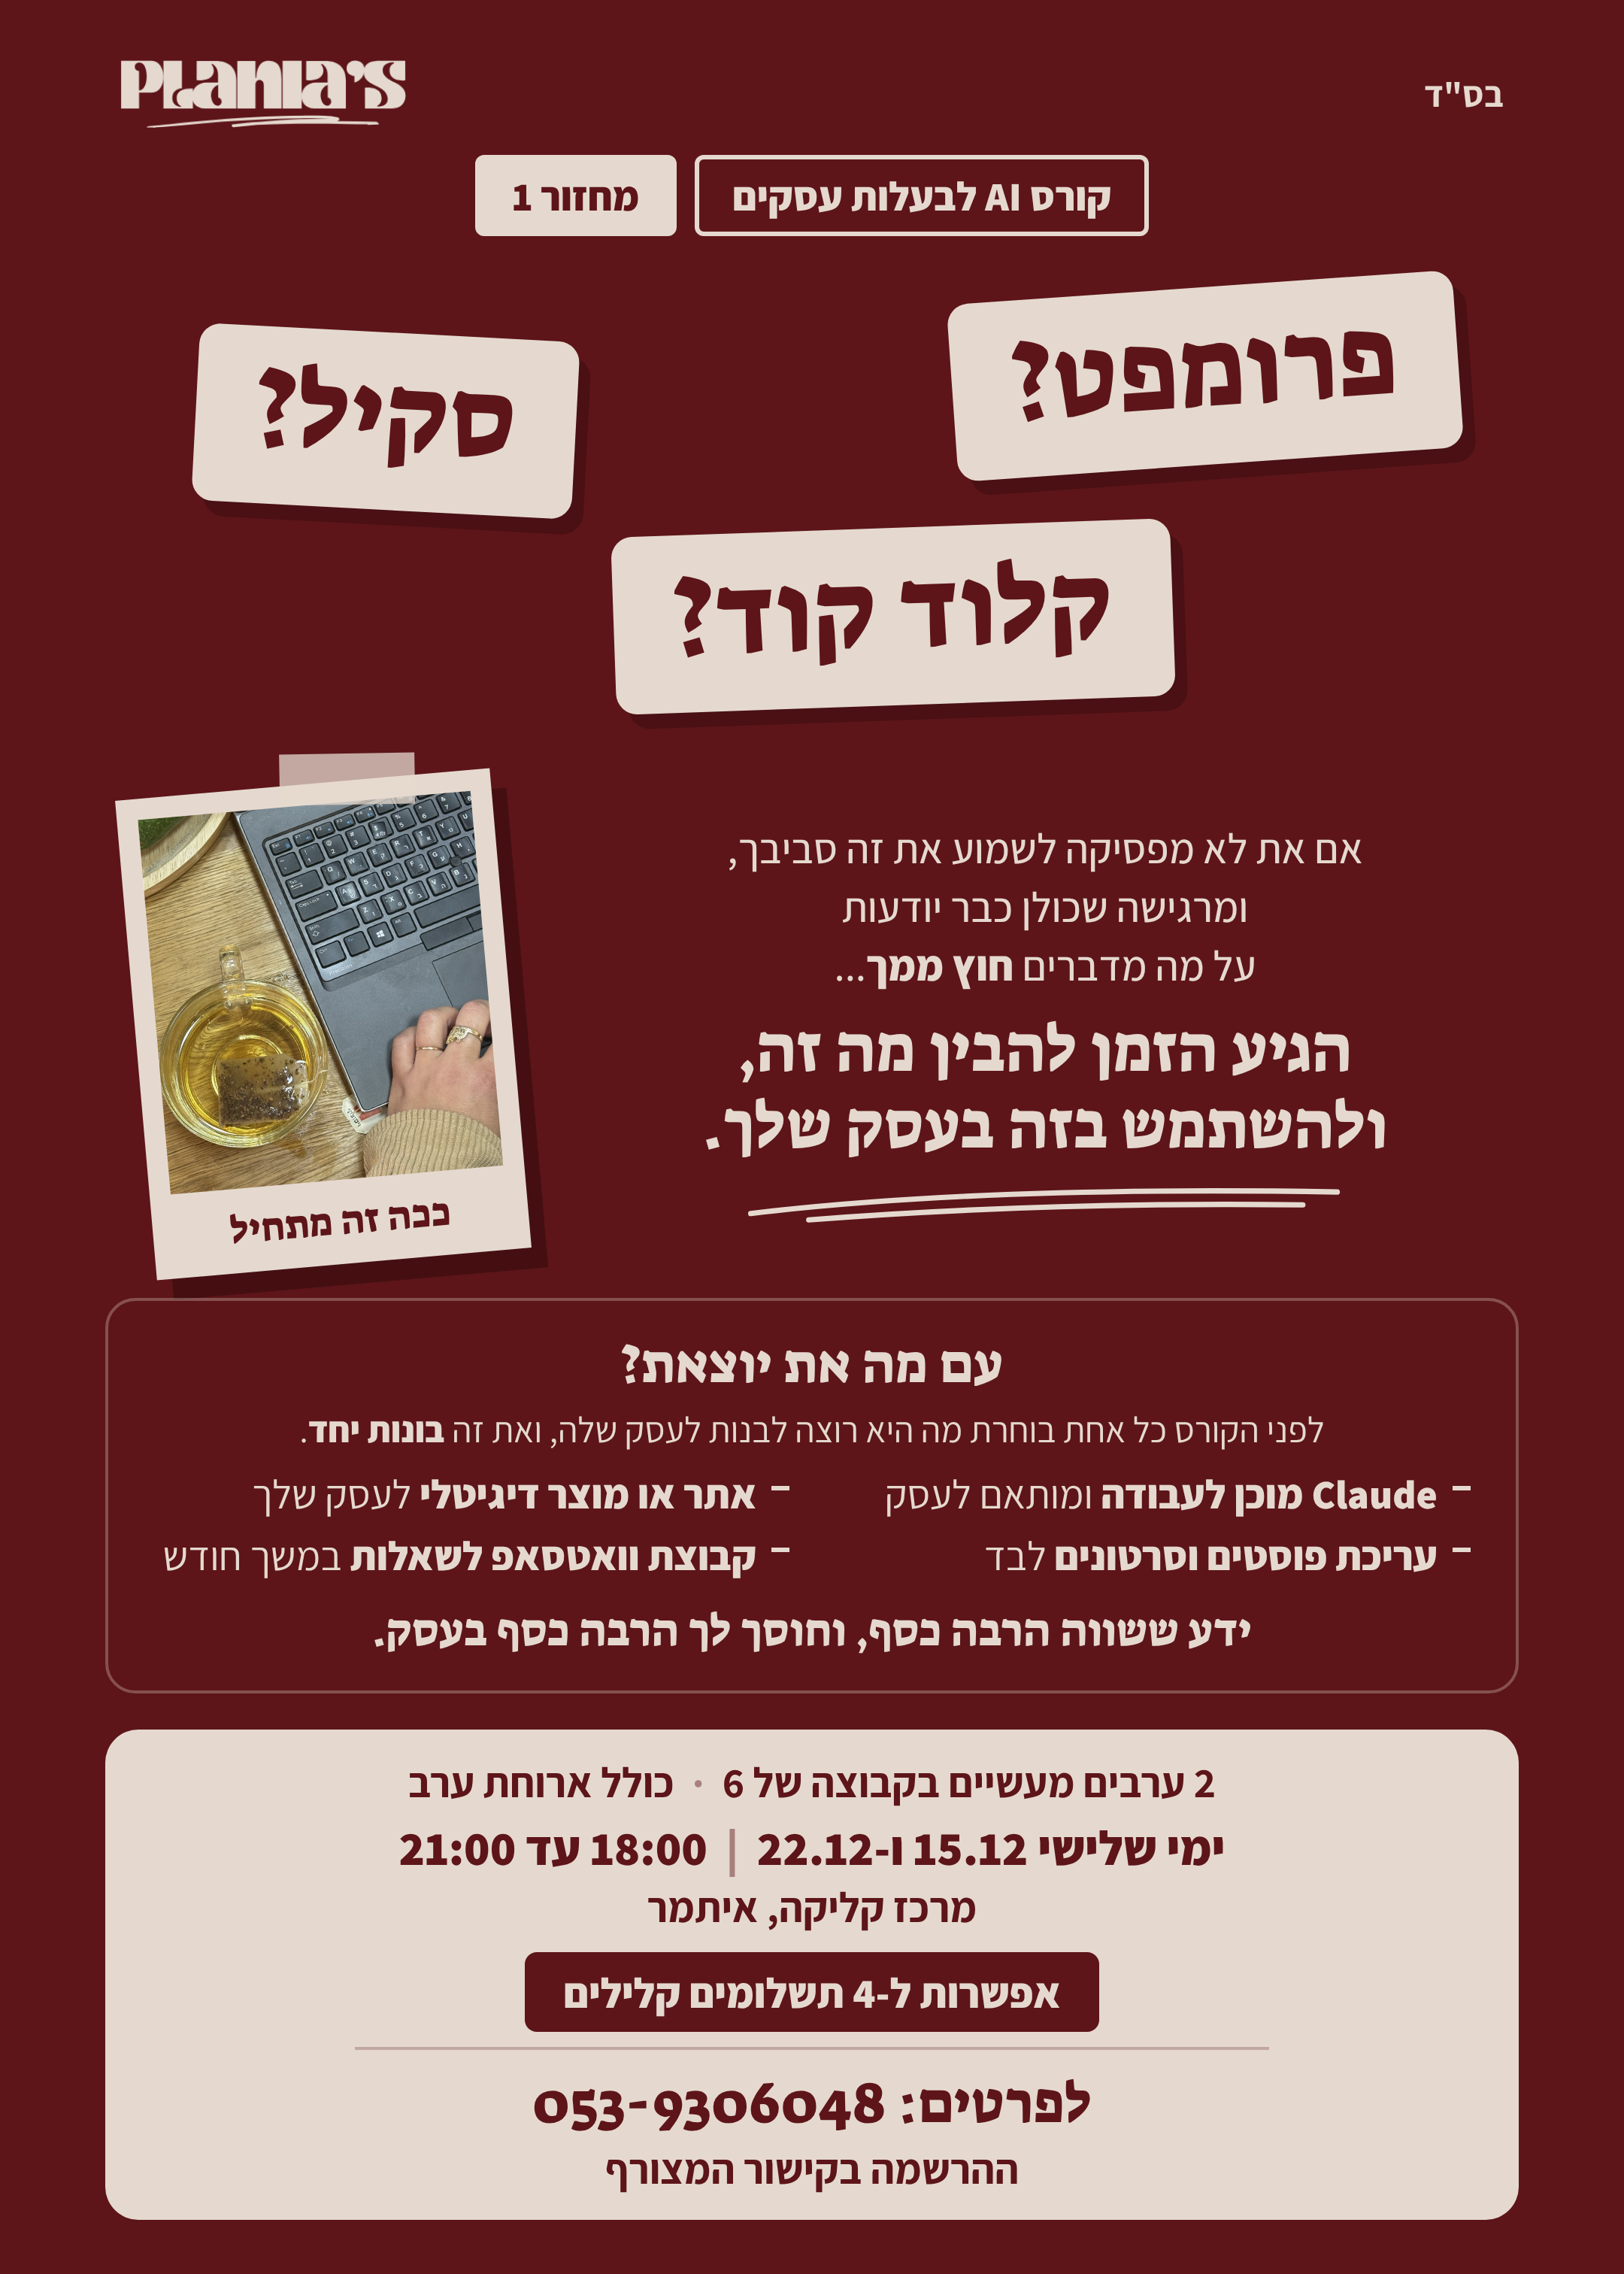 בס"ד
PLANIA'S
קורס AI לבעלות עסקים
מחזור 1
פרומפט?
סקיל?
קלוד קוד?
אם את לא מפסיקה לשמוע את זה סביבך,
ומרגישה שכולן כבר יודעות
על מה מדברים חוץ ממך...
הגיע הזמן להבין מה זה,
ולהשתמש בזה בעסק שלך.
ככה זה מתחיל
עם מה את יוצאת?
לפני הקורס כל אחת בוחרת מה היא רוצה לבנות לעסק שלה, ואת זה בונות יחד.
– Claude מוכן לעבודה ומותאם לעסק
– אתר או מוצר דיגיטלי לעסק שלך
– עריכת פוסטים וסרטונים לבד
– קבוצת וואטסאפ לשאלות במשך חודש
ידע ששווה הרבה כסף, וחוסך לך הרבה כסף בעסק.
2 ערבים מעשיים בקבוצה של 6 • כולל ארוחת ערב
ימי שלישי 15.12 ו-22.12 | 18:00 עד 21:00
מרכז קליקה, איתמר
אפשרות ל-4 תשלומים קלילים
לפרטים: 053-9306048
ההרשמה בקישור המצורף